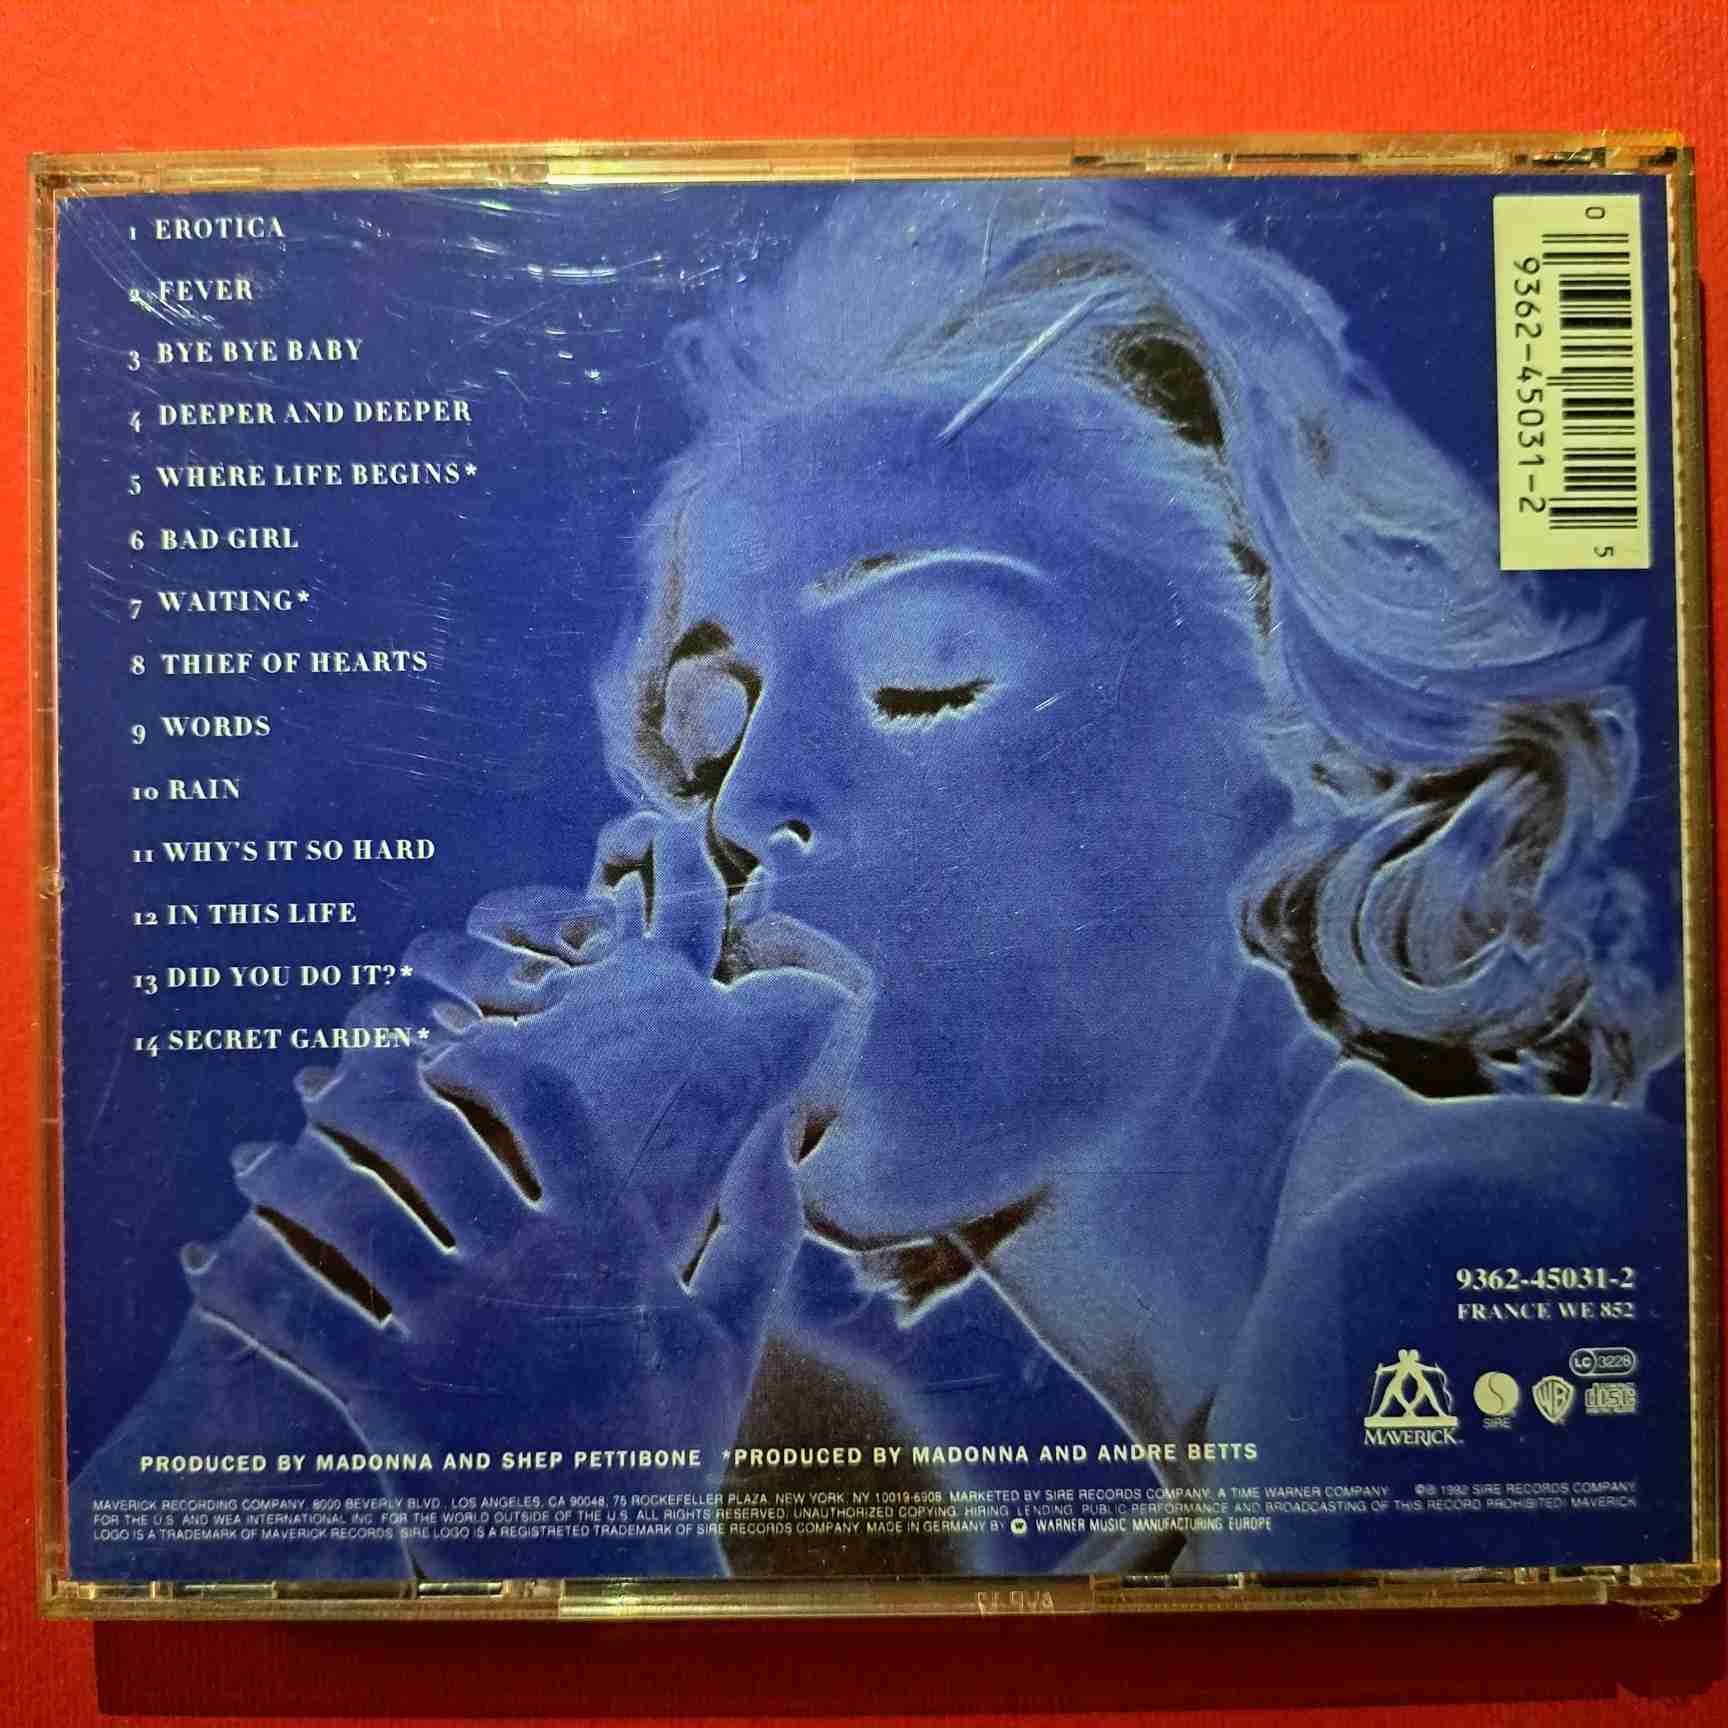 1 EROTICA
2 FEVER
3 BYE BYE BABY
4 DEEPER AND DEEPER
5 WHERE LIFE BEGINS*
6 BAD GIRL
7 WAITING*
8 THIEF OF HEARTS
9 WORDS
10 RAIN
11 WHY'S IT SO HARD
12 IN THIS LIFE
13 DID YOU DO IT?*
14 SECRET GARDEN*
0 9362-45031-2 5
9362-45031-2
FRANCE WE 852
LC 3228
MAVERICK
SIRE
WB
disc
PRODUCED BY MADONNA AND SHEP PETTIBONE *PRODUCED BY MADONNA AND ANDRE BETTS
MAVERICK RECORDING COMPANY, 8000 BEVERLY BLVD., LOS ANGELES, CA 90048, 75 ROCKEFELLER PLAZA, NEW YORK, NY 10019-6908. MARKETED BY SIRE RECORDS COMPANY, A TIME WARNER COMPANY ℗© 1992 SIRE RECORDS COMPANY
FOR THE U.S. AND WEA INTERNATIONAL INC. FOR THE WORLD OUTSIDE OF THE U.S. ALL RIGHTS RESERVED. UNAUTHORIZED COPYING, HIRING, LENDING, PUBLIC PERFORMANCE AND BROADCASTING OF THIS RECORD PROHIBITED! MAVERICK
LOGO IS A TRADEMARK OF MAVERICK RECORDS. SIRE LOGO IS A REGISTRETED TRADEMARK OF SIRE RECORDS COMPANY. MADE IN GERMANY BY WARNER MUSIC MANUFACTURING EUROPE